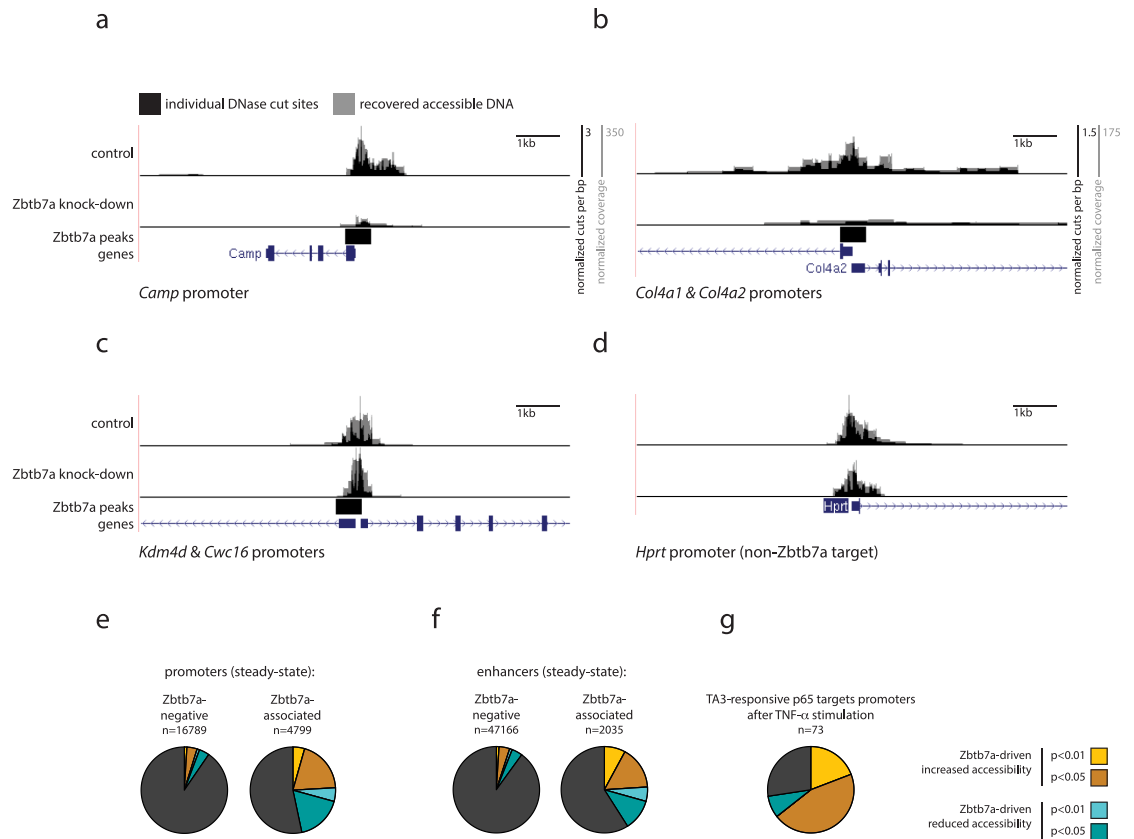 a
b
individual DNase cut sites
recovered accessible DNA
control
Zbtb7a knock-down
Zbtb7a peaks
genes
1kb
3
350
normalized cuts per bp
normalized coverage
Camp
Camp promoter
1kb
1.5
175
normalized cuts per bp
normalized coverage
Col4a2
Col4a1 & Col4a2 promoters
c
d
control
Zbtb7a knock-down
Zbtb7a peaks
genes
1kb
Kdm4d & Cwc16 promoters
1kb
Hprt
Hprt promoter (non-Zbtb7a target)
e
f
g
promoters (steady-state):
Zbtb7a-
negative
n=16789
Zbtb7a-
associated
n=4799
enhancers (steady-state):
Zbtb7a-
negative
n=47166
Zbtb7a-
associated
n=2035
TA3-responsive p65 targets promoters
after TNF-α stimulation
n=73
Zbtb7a-driven
increased accessibility
p<0.01
p<0.05
Zbtb7a-driven
reduced accessibility
p<0.01
p<0.05